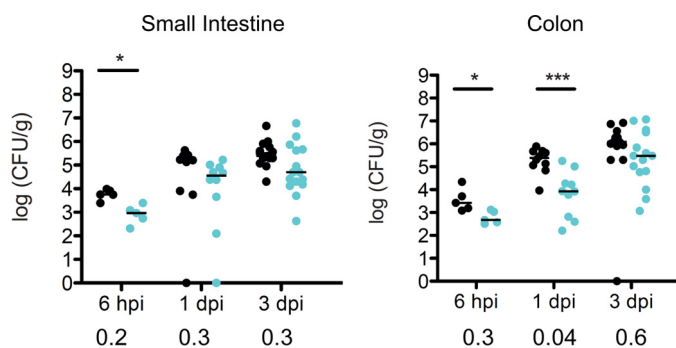 Small Intestine
log (CFU/g)
*
9
8
7
6
5
4
3
2
1
0
6 hpi 1 dpi 3 dpi
0.2 0.3 0.3
Colon
log (CFU/g)
* ***
9
8
7
6
5
4
3
2
1
0
6 hpi 1 dpi 3 dpi
0.3 0.04 0.6